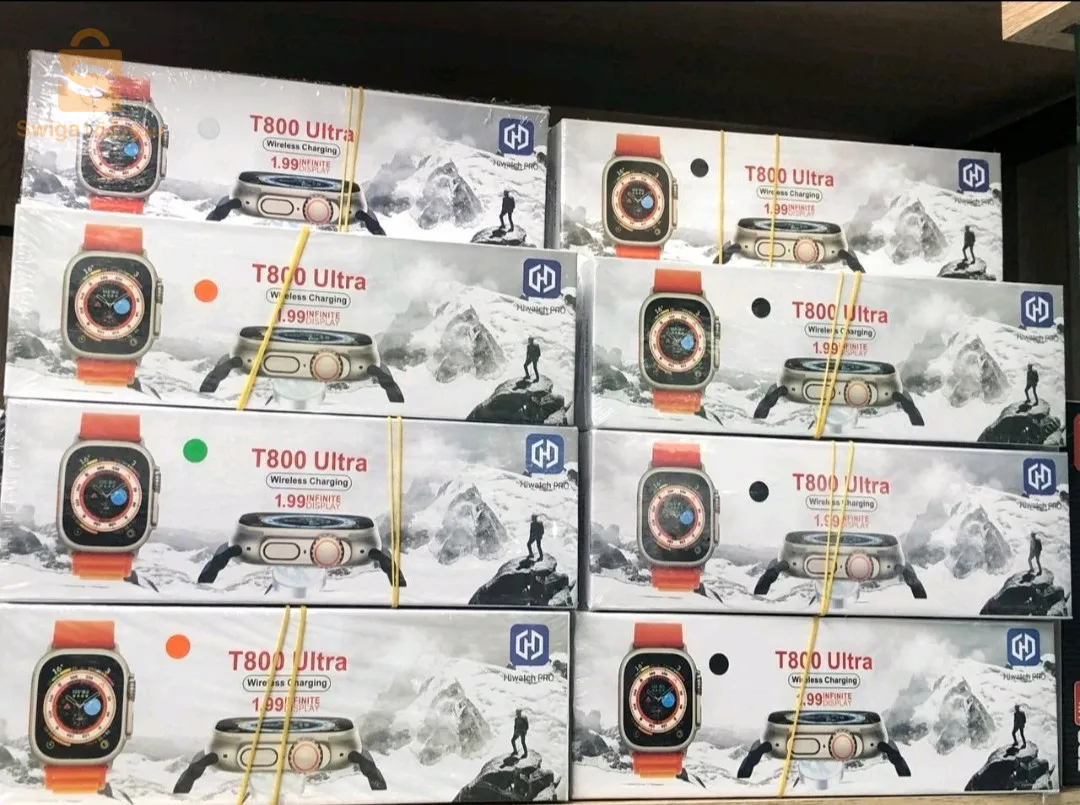 T800 Ultra
Wireless Charging
1.99 INFINITE DISPLAY
Hiwatch PRO
T800 Ultra
Wireless Charging
1.99 INFINITE DISPLAY
Hiwatch PRO
T800 Ultra
Wireless Charging
1.99 INFINITE DISPLAY
Hiwatch PRO
T800 Ultra
Wireless Charging
1.99 INFINITE DISPLAY
Hiwatch PRO
T800 Ultra
Wireless Charging
1.99 INFINITE DISPLAY
Hiwatch PRO
T800 Ultra
Wireless Charging
1.99 INFINITE DISPLAY
Hiwatch PRO
T800 Ultra
Wireless Charging
1.99 INFINITE DISPLAY
Hiwatch PRO
T800 Ultra
Wireless Charging
1.99 INFINITE DISPLAY
Hiwatch PRO